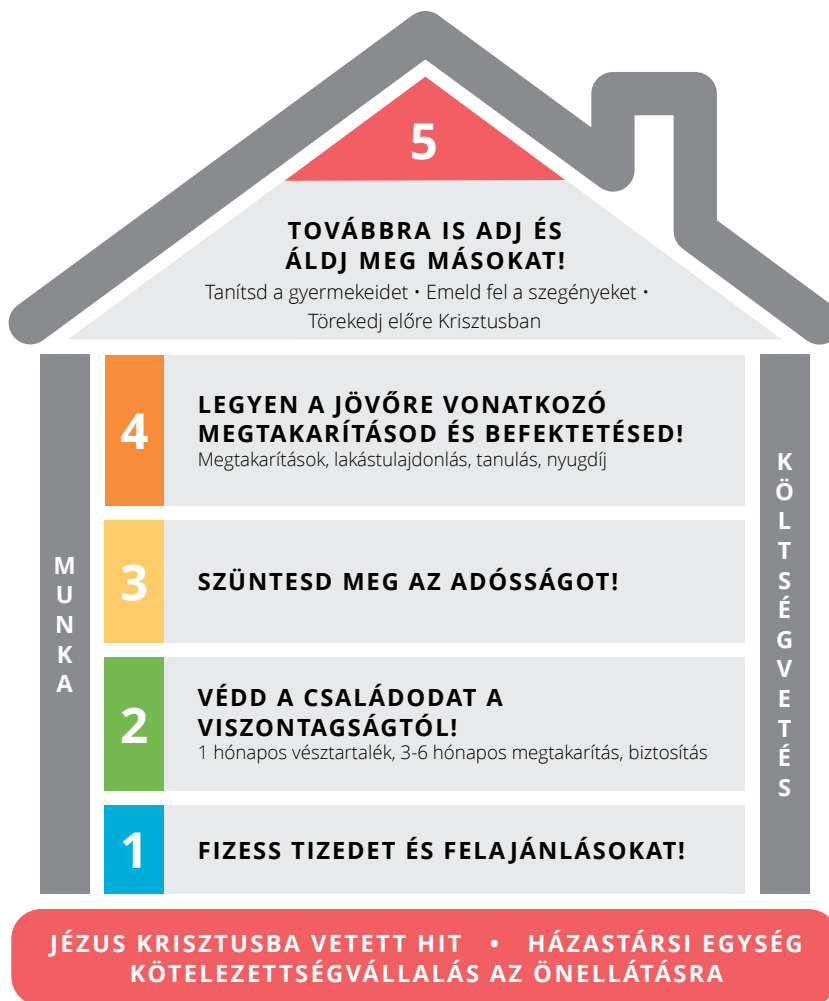 5
TOVÁBBRA IS ADJ ÉS
ÁLDJ MEG MÁSOKAT!
Tanítsd a gyermekeidet • Emeld fel a szegényeket •
Törekedj előre Krisztusban
4
LEGYEN A JÖVŐRE VONATKOZÓ
MEGTAKARÍTÁSOD ÉS BEFEKTETÉSED!
Megtakarítások, lakástulajdonlás, tanulás, nyugdíj
3
SZÜNTESD MEG AZ ADÓSSÁGOT!
2
VÉDD A CSALÁDODAT A
VISZONTAGSÁGTÓL!
1 hónapos vésztartalék, 3-6 hónapos megtakarítás, biztosítás
1
FIZESS TIZEDET ÉS FELAJÁNLÁSOKAT!
MUNKA
KÖLTSÉGVETÉS
JÉZUS KRISZTUSBA VETETT HIT • HÁZASTÁRSI EGYSÉG
KÖTELEZETTSÉGVÁLLALÁS AZ ÖNELLÁTÁSRA